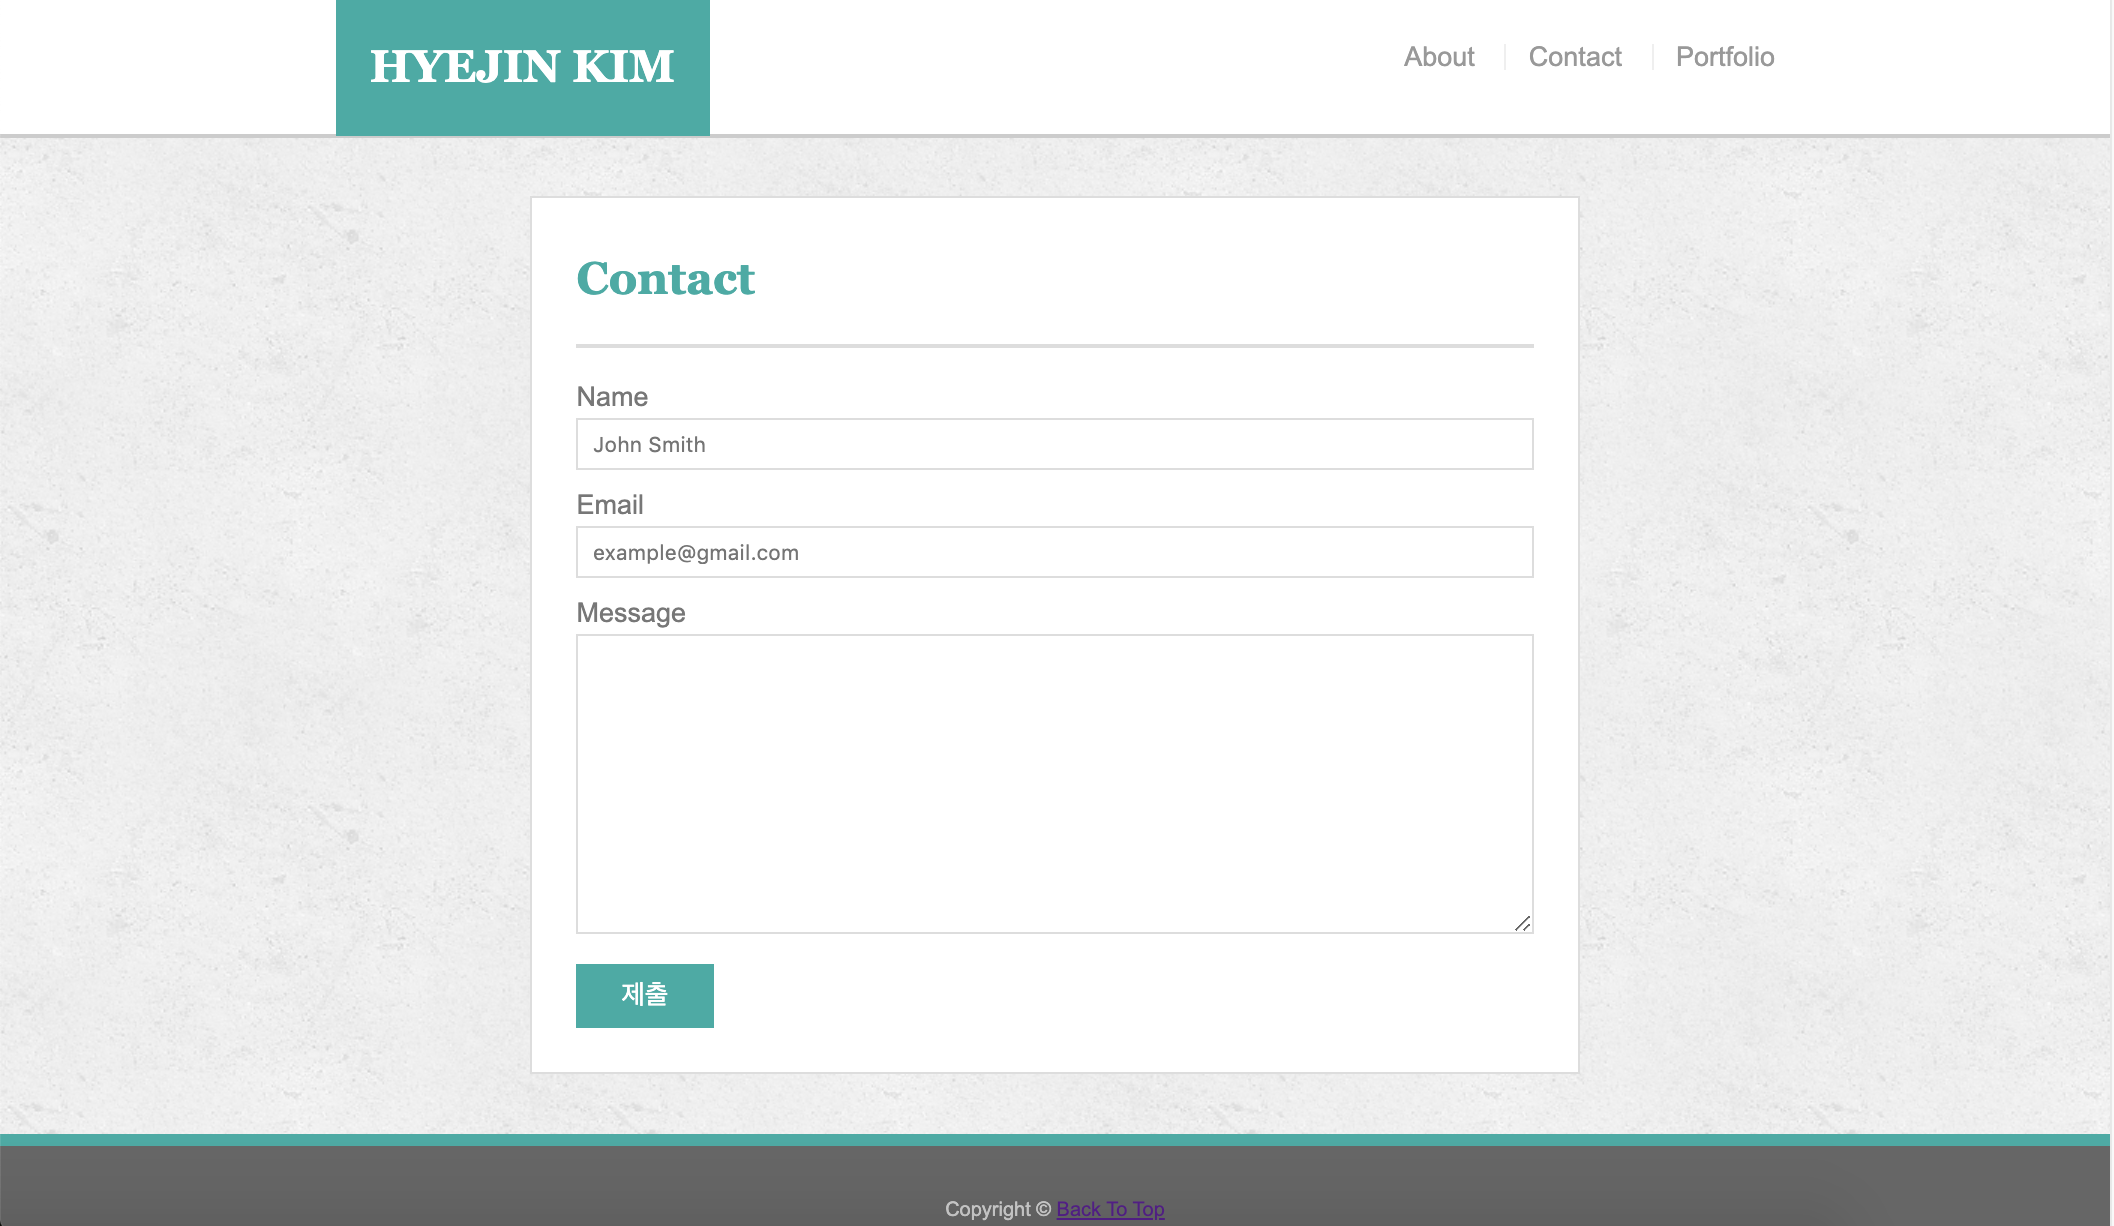 HYEJIN KIM
About
Contact
Portfolio
Contact
Name
John Smith
Email
example@gmail.com
Message
제출
Copyright © Back To Top